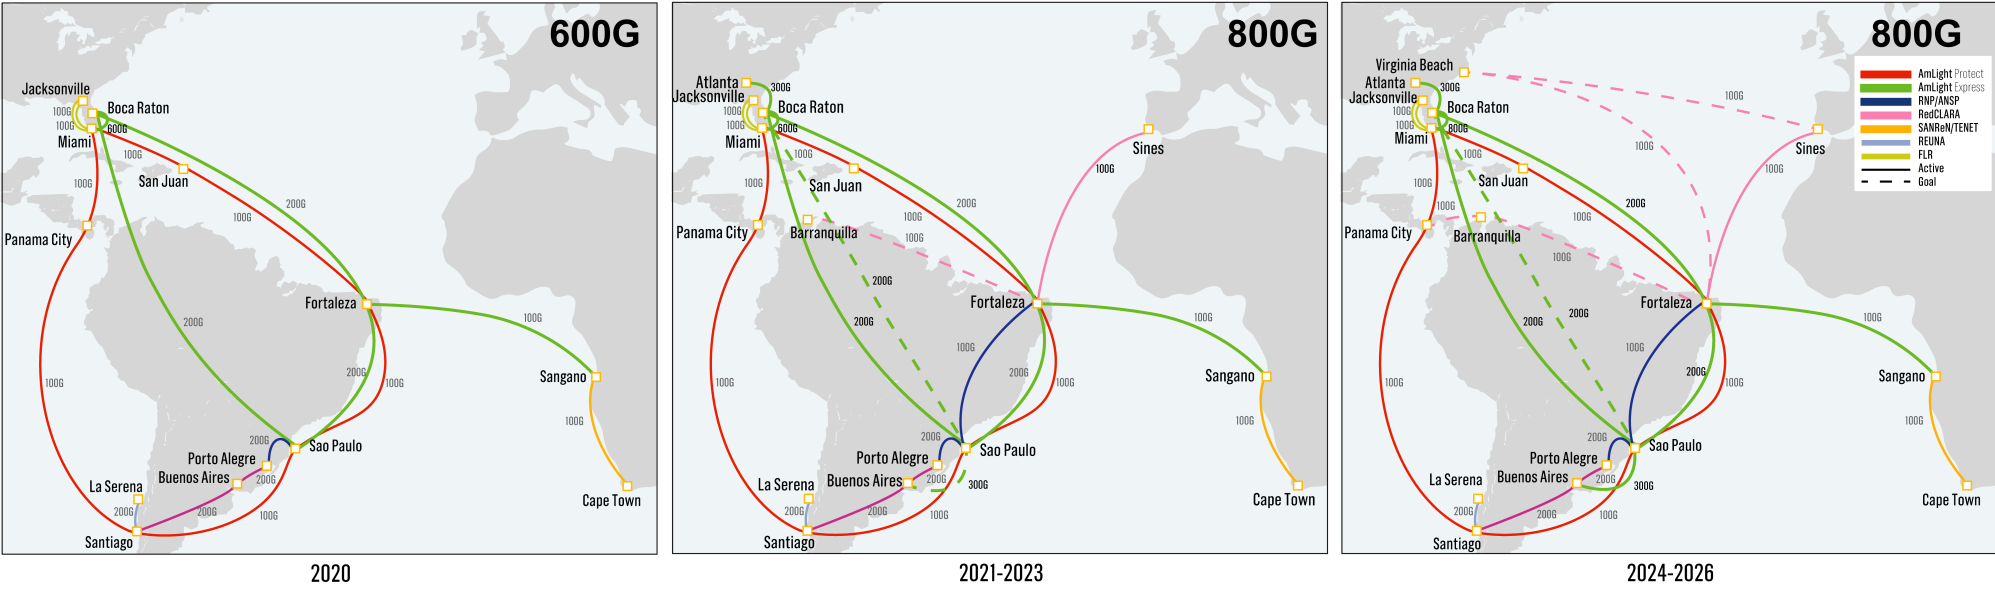 600G
Jacksonville
100G
100G
Boca Raton
600G
Miami
100G
San Juan
100G
200G
100G
Panama City
Fortaleza
200G
100G
Sangano
200G
100G
100G
100G
200G
Sao Paulo
Porto Alegre
Buenos Aires
200G
La Serena
200G
200G
100G
Santiago
Cape Town
2020
800G
Atlanta
300G
Jacksonville
100G
100G
Boca Raton
600G
Miami
100G
San Juan
100G
Sines
100G
200G
100G
Panama City
Barranquilla
100G
200G
Fortaleza
200G
100G
100G
Sangano
200G
100G
100G
100G
200G
Sao Paulo
Porto Alegre
Buenos Aires
200G
300G
La Serena
200G
200G
100G
Santiago
Cape Town
2021-2023
800G
Virginia Beach
Atlanta
300G
Jacksonville
100G
100G
Boca Raton
800G
Miami
100G
San Juan
100G
100G
100G
Sines
100G
100G
200G
100G
Panama City
Barranquilla
100G
200G
Fortaleza
200G
100G
100G
Sangano
200G
100G
100G
100G
200G
Sao Paulo
Porto Alegre
Buenos Aires
200G
300G
La Serena
200G
200G
100G
Santiago
Cape Town
AmLight Protect
AmLight Express
RNP/ANSP
RedCLARA
SANReN/TENET
REUNA
FLR
Active
Goal
2024-2026